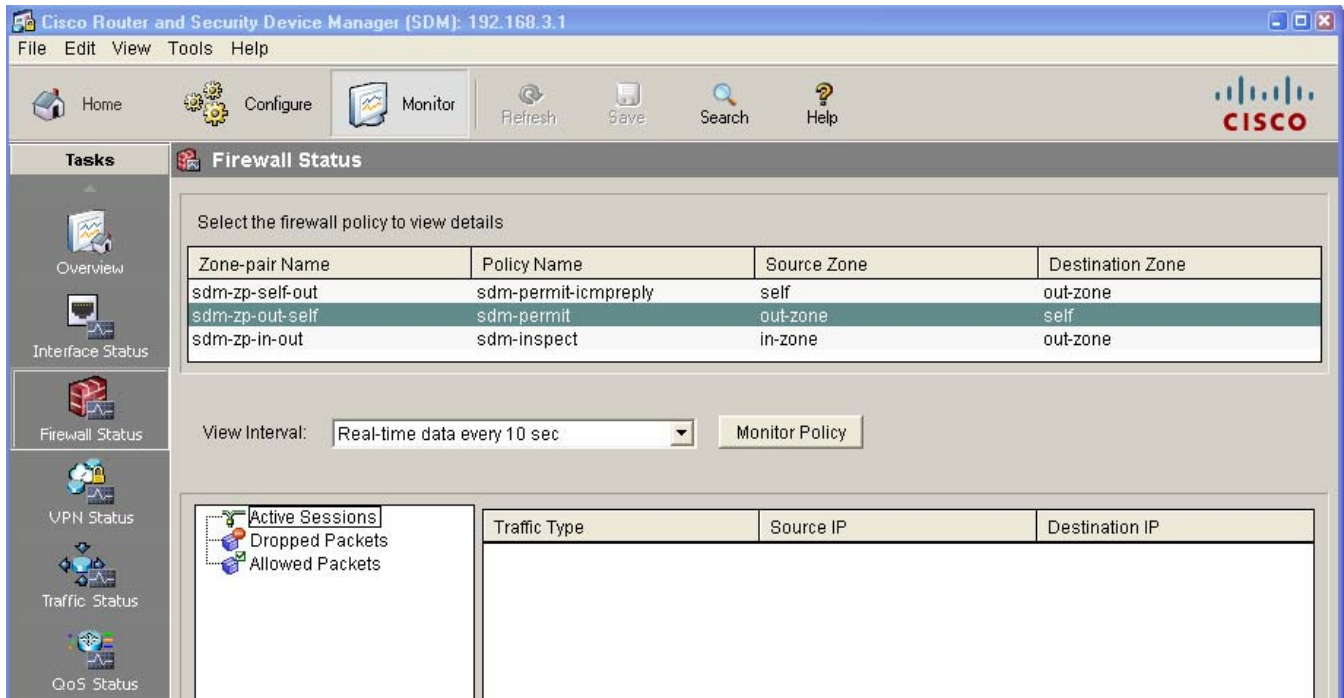 Cisco Router and Security Device Manager (SDM): 192.168.3.1
File Edit View Tools Help
Home Configure Monitor Refresh Save Search Help
CISCO
Tasks
Firewall Status
Select the firewall policy to view details
Zone-pair Name Policy Name Source Zone Destination Zone
sdm-zp-self-out sdm-permit-icmpreply self out-zone
sdm-zp-out-self sdm-permit out-zone self
sdm-zp-in-out sdm-inspect in-zone out-zone
Overview
Interface Status
Firewall Status
View Interval: Real-time data every 10 sec Monitor Policy
VPN Status
Traffic Status
QoS Status
Active Sessions
Dropped Packets
Allowed Packets
Traffic Type Source IP Destination IP